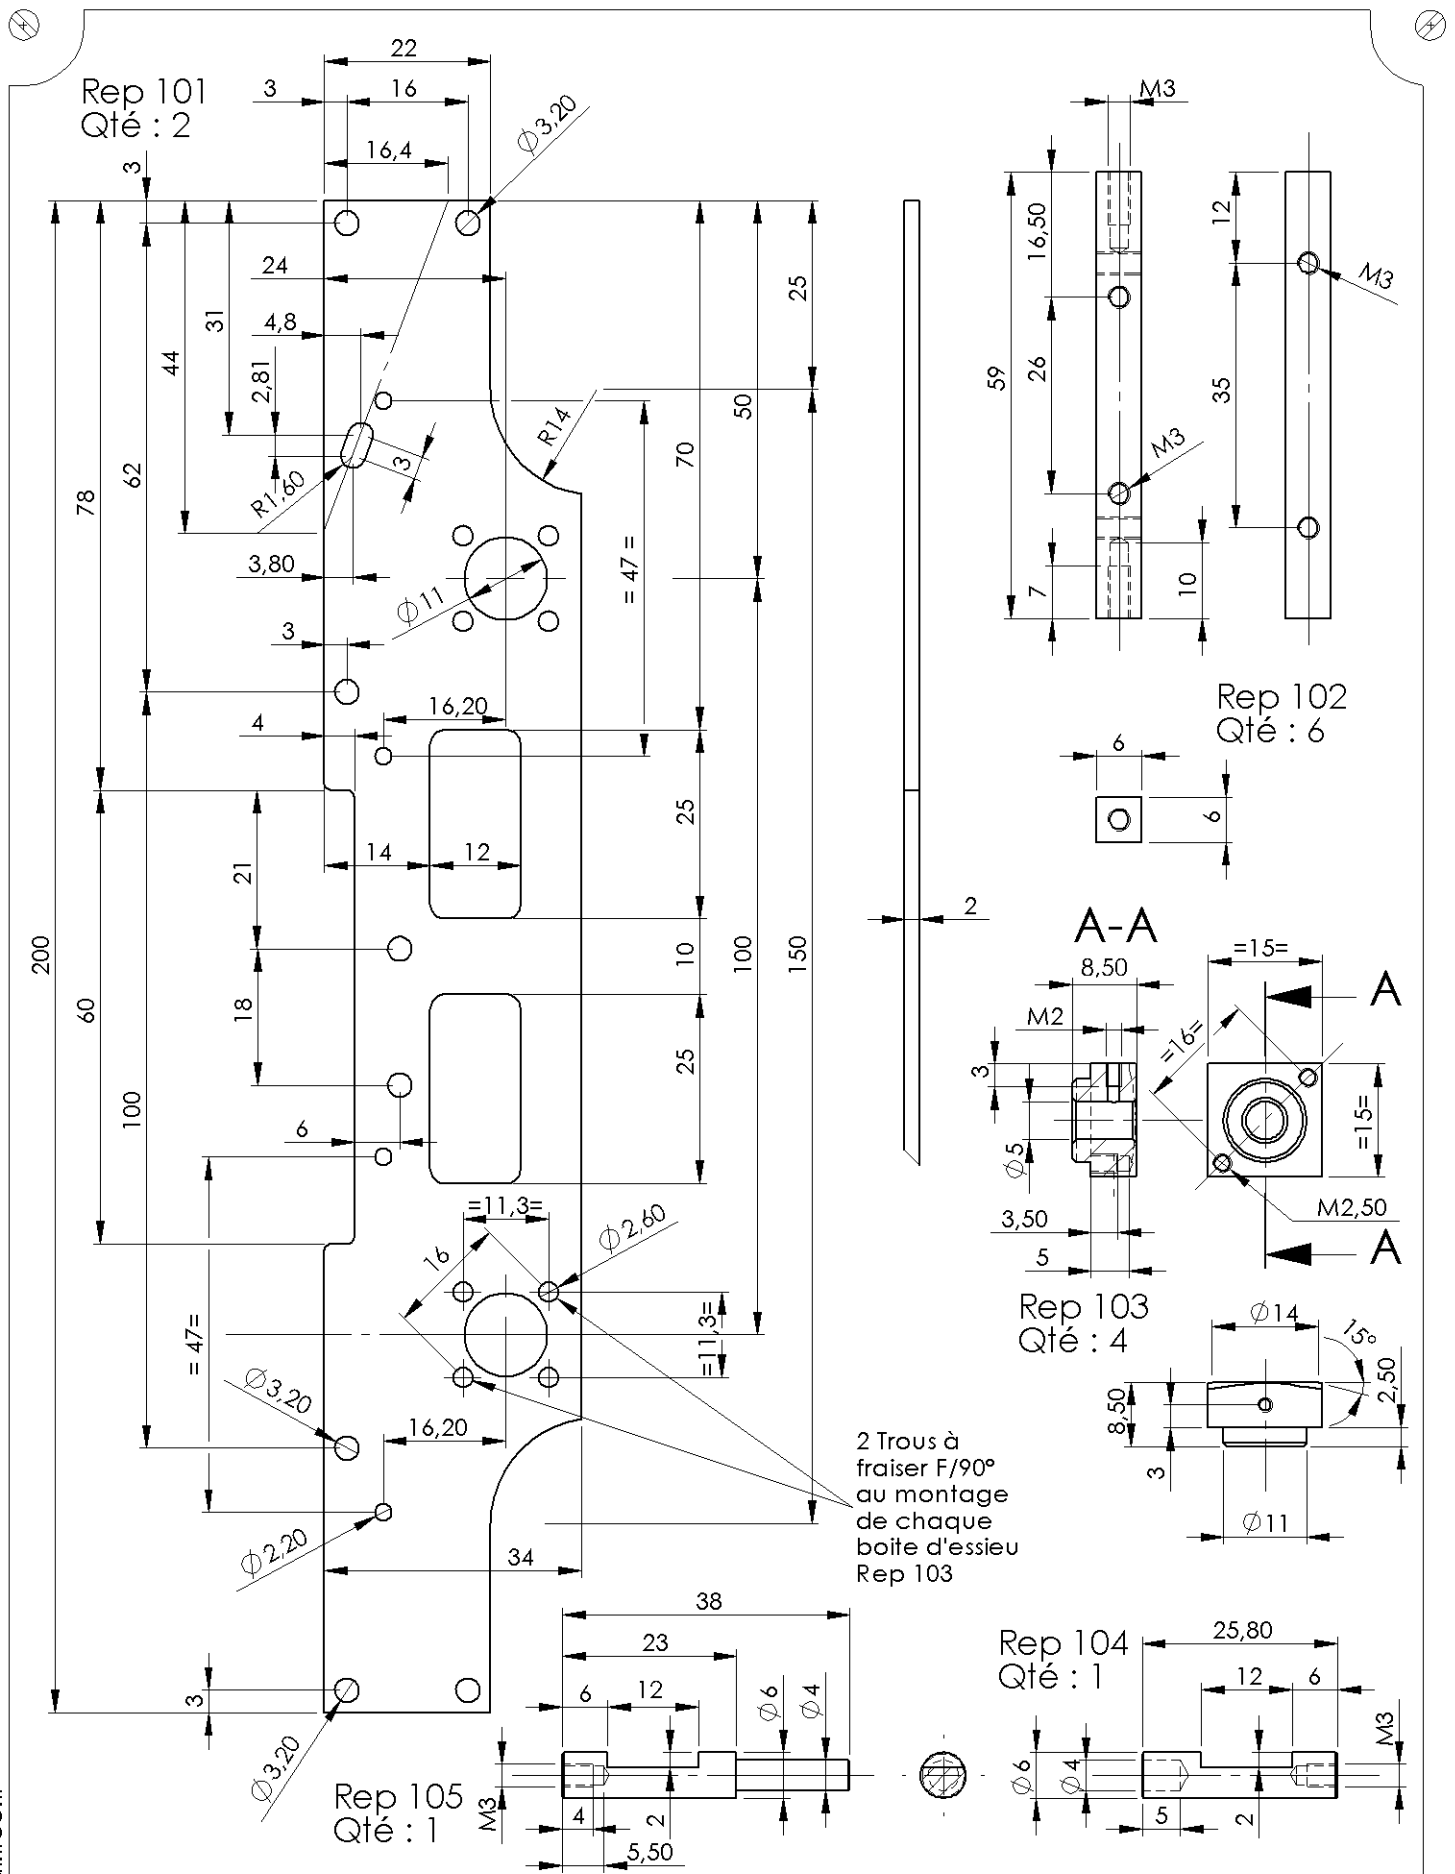 Rep 101
Qté : 2
22
3
16
16,4
3
Ø3,20
24
4,8
31
44
2,81
R1,60
3
3,80
Ø11
3
R14
25
50
70
= 47 =
78
62
16,20
4
14
12
25
21
10
18
25
200
60
100
100
150
6
=11,3=
16
Ø2,60
=11,3=
= 47 =
Ø3,20
16,20
Ø2,20
34
3
Ø3,20
2
2 Trous à
fraiser F/90°
au montage
de chaque
boite d'essieu
Rep 103
M3
16,50
12
M3
59
26
35
M3
7
10
Rep 102
Qté : 6
6
6
A-A
8,50
=15=
A
M2
=16=
3
Ø5
=15=
3,50
M2,50
5
A
Rep 103
Qté : 4
Ø14
15°
8,50
2,50
3
Ø11
Rep 104
Qté : 1
25,80
12
6
Ø6
Ø4
M3
5
2
38
23
6
12
Ø6
Ø4
M3
4
2
5,50
Rep 105
Qté : 1